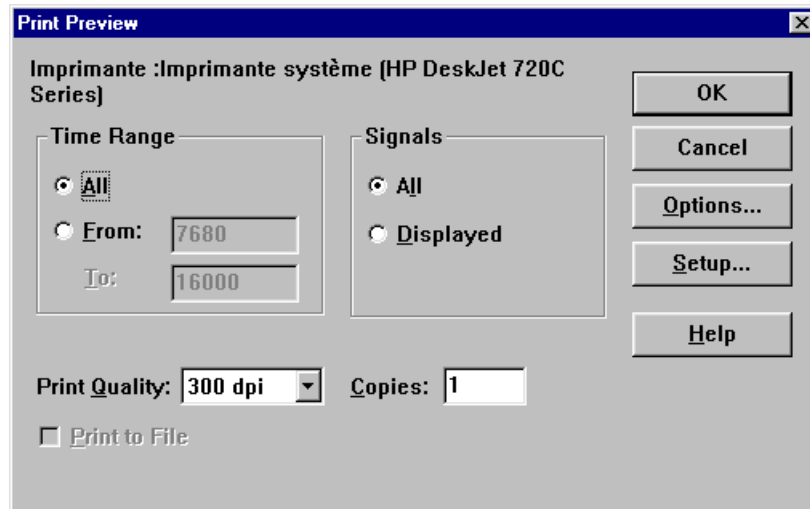 Print Preview
Imprimante :Imprimante système (HP DeskJet 720C
Series)
Time Range
All
From: 7680
To: 16000
Signals
All
Displayed
OK
Cancel
Options...
Setup...
Help
Print Quality: 300 dpi
Copies: 1
Print to File